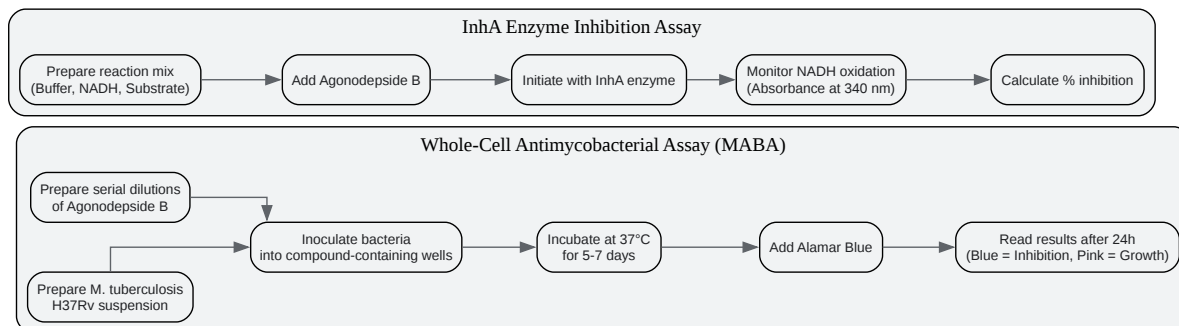 InhA Enzyme Inhibition Assay
Prepare reaction mix
(Buffer, NADH, Substrate)
Add Agonodepside B
Initiate with InhA enzyme
Monitor NADH oxidation
(Absorbance at 340 nm)
Calculate % inhibition
Whole-Cell Antimycobacterial Assay (MABA)
Prepare serial dilutions
of Agonodepside B
Prepare M. tuberculosis
H37Rv suspension
Inoculate bacteria
into compound-containing wells
Incubate at 37°C
for 5-7 days
Add Alamar Blue
Read results after 24h
(Blue = Inhibition, Pink = Growth)